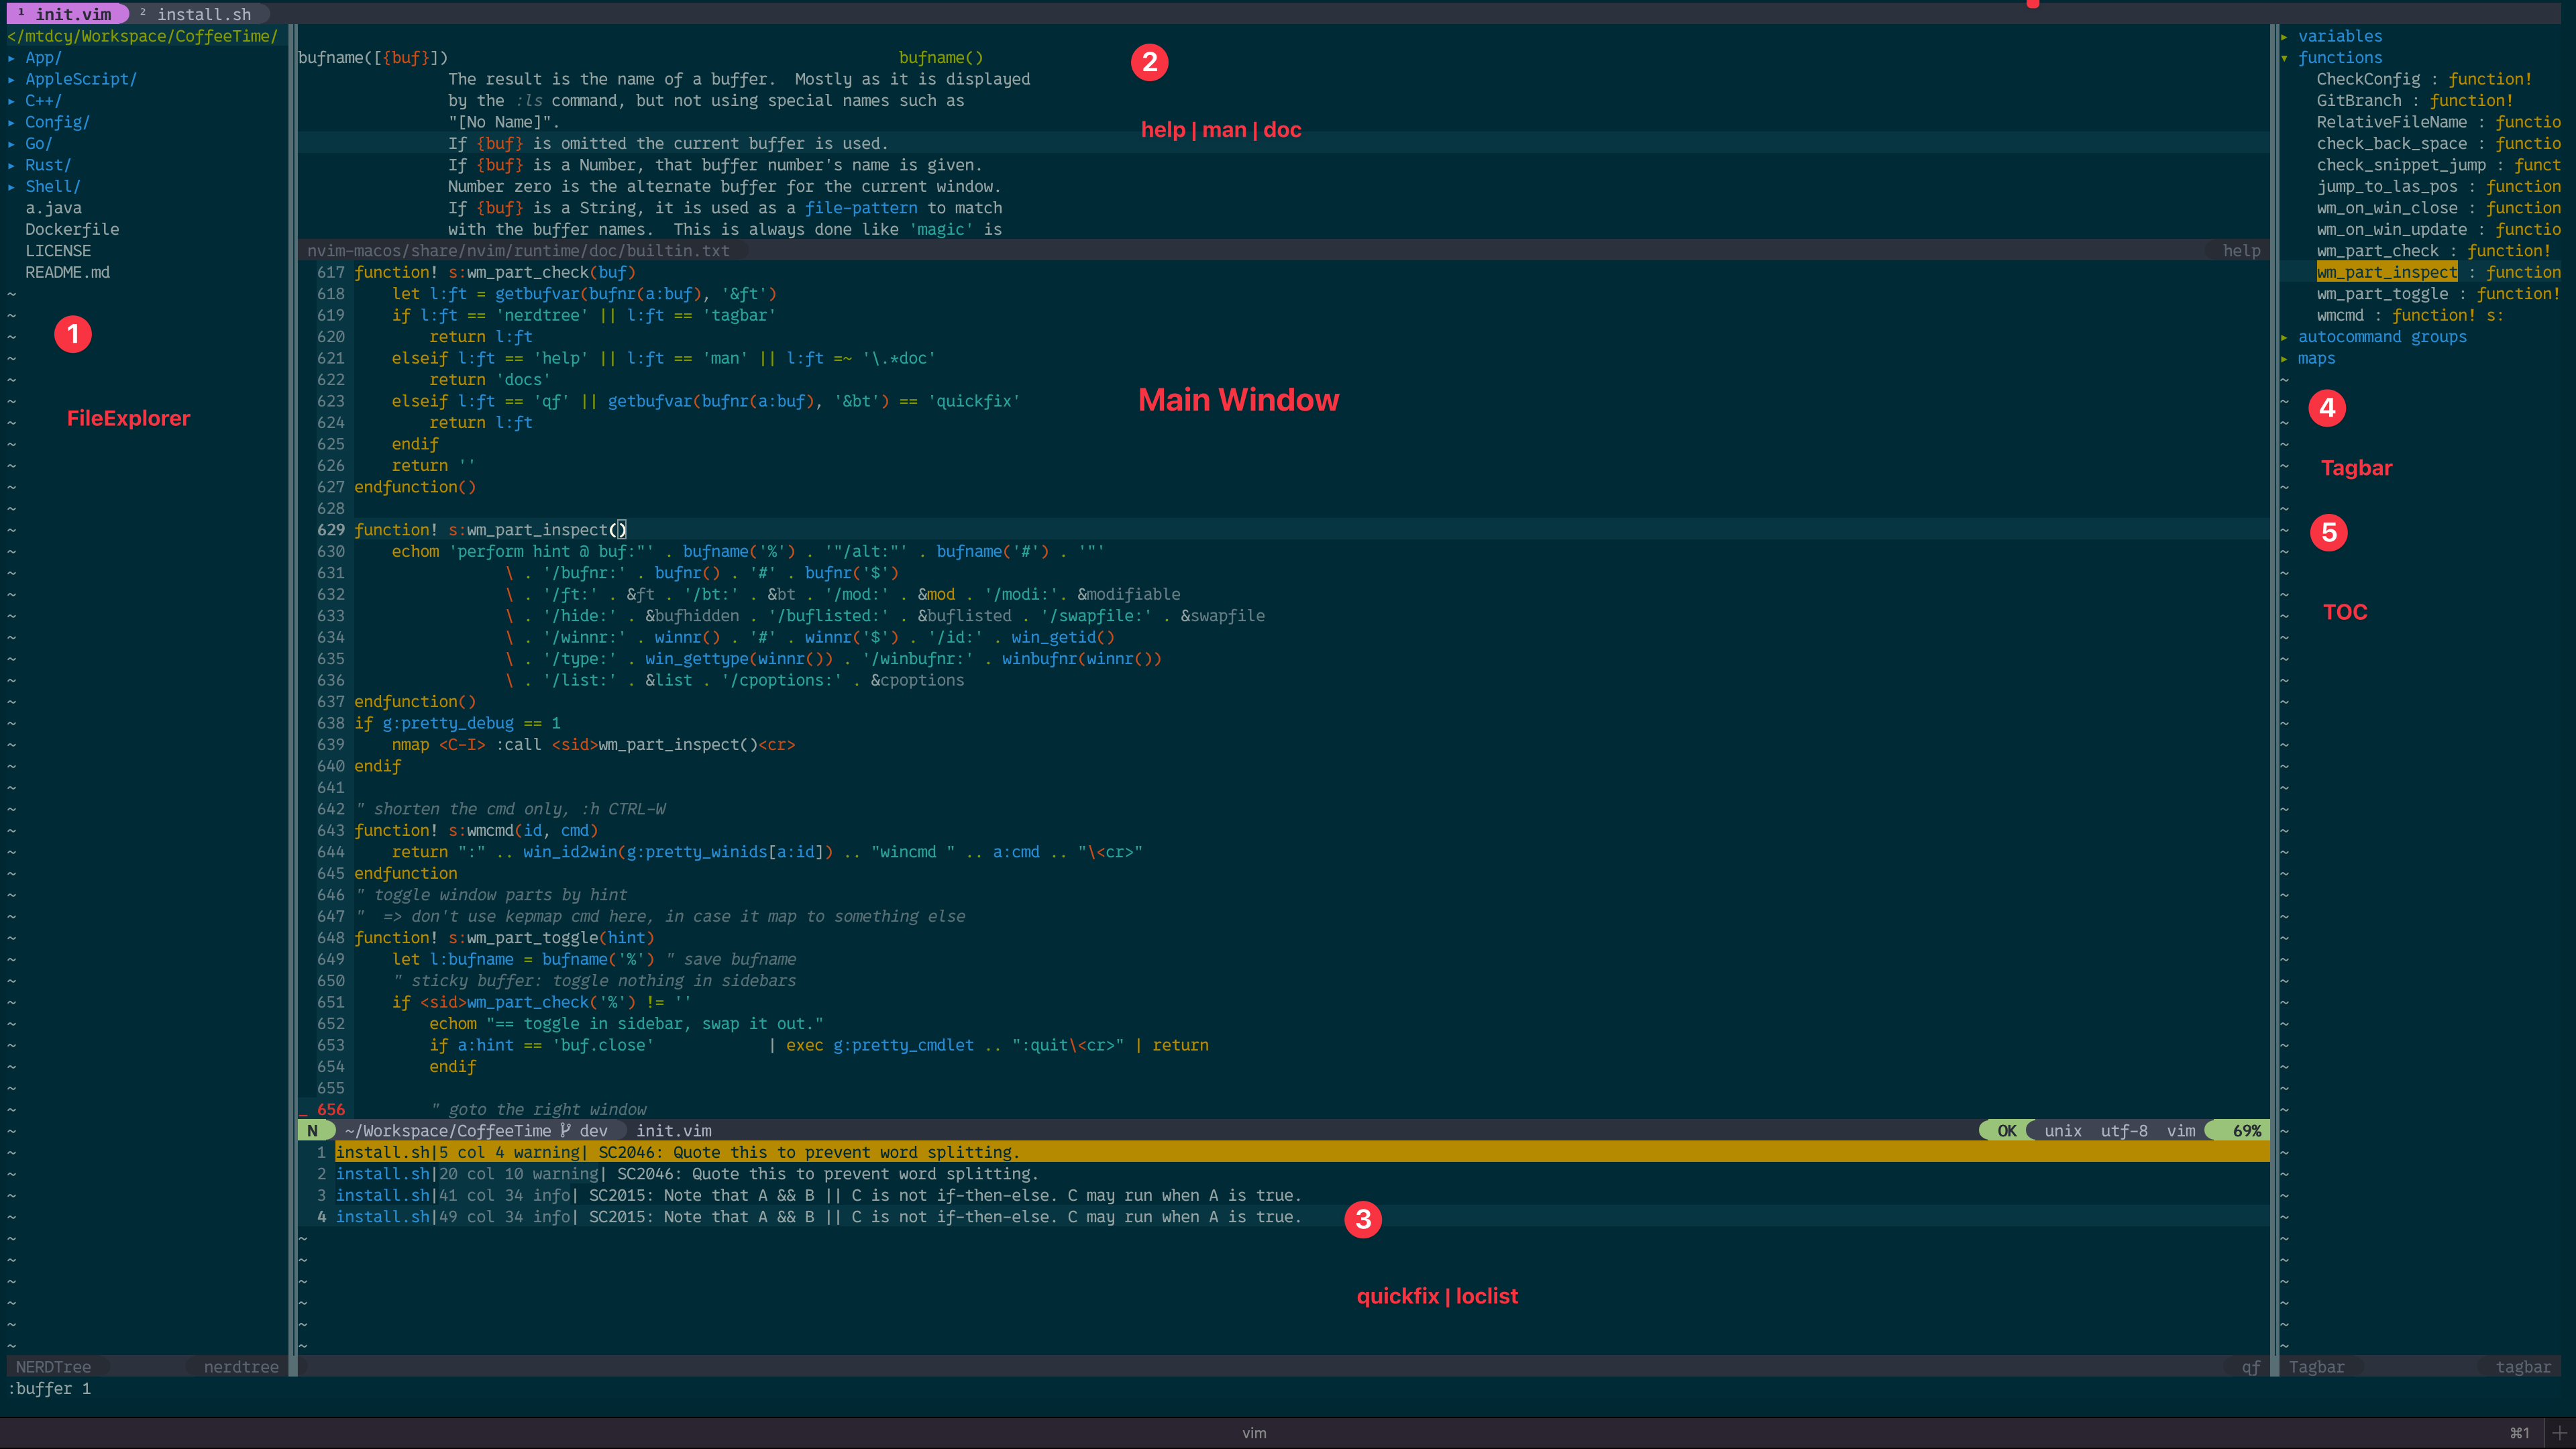 ¹ init.vim ² install.sh
</mtdcy/Workspace/CoffeeTime/
▸ App/
▸ AppleScript/
▸ C++/
▸ Config/
▸ Go/
▸ Rust/
▸ Shell/
a.java
Dockerfile
LICENSE
README.md
1
FileExplorer
NERDTree nerdtree
bufname([{buf}]) bufname()
The result is the name of a buffer.  Mostly as it is displayed
by the :ls command, but not using special names such as
"[No Name]".
If {buf} is omitted the current buffer is used.
If {buf} is a Number, that buffer number's name is given.
Number zero is the alternate buffer for the current window.
If {buf} is a String, it is used as a file-pattern to match
with the buffer names.  This is always done like 'magic' is
2
help | man | doc
nvim-macos/share/nvim/runtime/doc/builtin.txt help
617 function! s:wm_part_check(buf)
618     let l:ft = getbufvar(bufnr(a:buf), '&ft')
619     if l:ft == 'nerdtree' || l:ft == 'tagbar'
620         return l:ft
621     elseif l:ft == 'help' || l:ft == 'man' || l:ft =~ '\.*doc'
622         return 'docs'
623     elseif l:ft == 'qf' || getbufvar(bufnr(a:buf), '&bt') == 'quickfix'
624         return l:ft
625     endif
626     return ''
627 endfunction()
628
629 function! s:wm_part_inspect()
630     echom 'perform hint @ buf:"' . bufname('%') . '"/alt:"' . bufname('#') . '"'
631                 \ . '/bufnr:' . bufnr() . '#' . bufnr('$')
632                 \ . '/ft:' . &ft . '/bt:' . &bt . '/mod:' . &mod . '/modi:'. &modifiable
633                 \ . '/hide:' . &bufhidden . '/buflisted:' . &buflisted . '/swapfile:' . &swapfile
634                 \ . '/winnr:' . winnr() . '#' . winnr('$') . '/id:' . win_getid()
635                 \ . '/type:' . win_gettype(winnr()) . '/winbufnr:' . winbufnr(winnr())
636                 \ . '/list:' . &list . '/cpoptions:' . &cpoptions
637 endfunction()
638 if g:pretty_debug == 1
639     nmap <C-I> :call <sid>wm_part_inspect()<cr>
640 endif
641
642 " shorten the cmd only, :h CTRL-W
643 function! s:wmcmd(id, cmd)
644     return ":" .. win_id2win(g:pretty_winids[a:id]) .. "wincmd " .. a:cmd .. "\<cr>"
645 endfunction
646 " toggle window parts by hint
647 "  => don't use kepmap cmd here, in case it map to something else
648 function! s:wm_part_toggle(hint)
649     let l:bufname = bufname('%') " save bufname
650     " sticky buffer: toggle nothing in sidebars
651     if <sid>wm_part_check('%') != ''
652         echom "== toggle in sidebar, swap it out."
653         if a:hint == 'buf.close'            | exec g:pretty_cmdlet .. ":quit\<cr>" | return
654         endif
655
_ 656         " goto the right window
Main Window
N ~/Workspace/CoffeeTime dev init.vim OK unix utf-8 vim 69%
1 install.sh|5 col 4 warning| SC2046: Quote this to prevent word splitting.
2 install.sh|20 col 10 warning| SC2046: Quote this to prevent word splitting.
3 install.sh|41 col 34 info| SC2015: Note that A && B || C is not if-then-else. C may run when A is true.
4 install.sh|49 col 34 info| SC2015: Note that A && B || C is not if-then-else. C may run when A is true.
3
quickfix | loclist
qf
▸ variables
▾ functions
CheckConfig : function!
GitBranch : function!
RelativeFileName : functio
check_back_space : functio
check_snippet_jump : funct
jump_to_las_pos : function
wm_on_win_close : function
wm_on_win_update : functio
wm_part_check : function!
wm_part_inspect : function
wm_part_toggle : function!
wmcmd : function! s:
▸ autocommand groups
▸ maps
4
Tagbar
5
TOC
Tagbar tagbar
:buffer 1
vim ⌘1